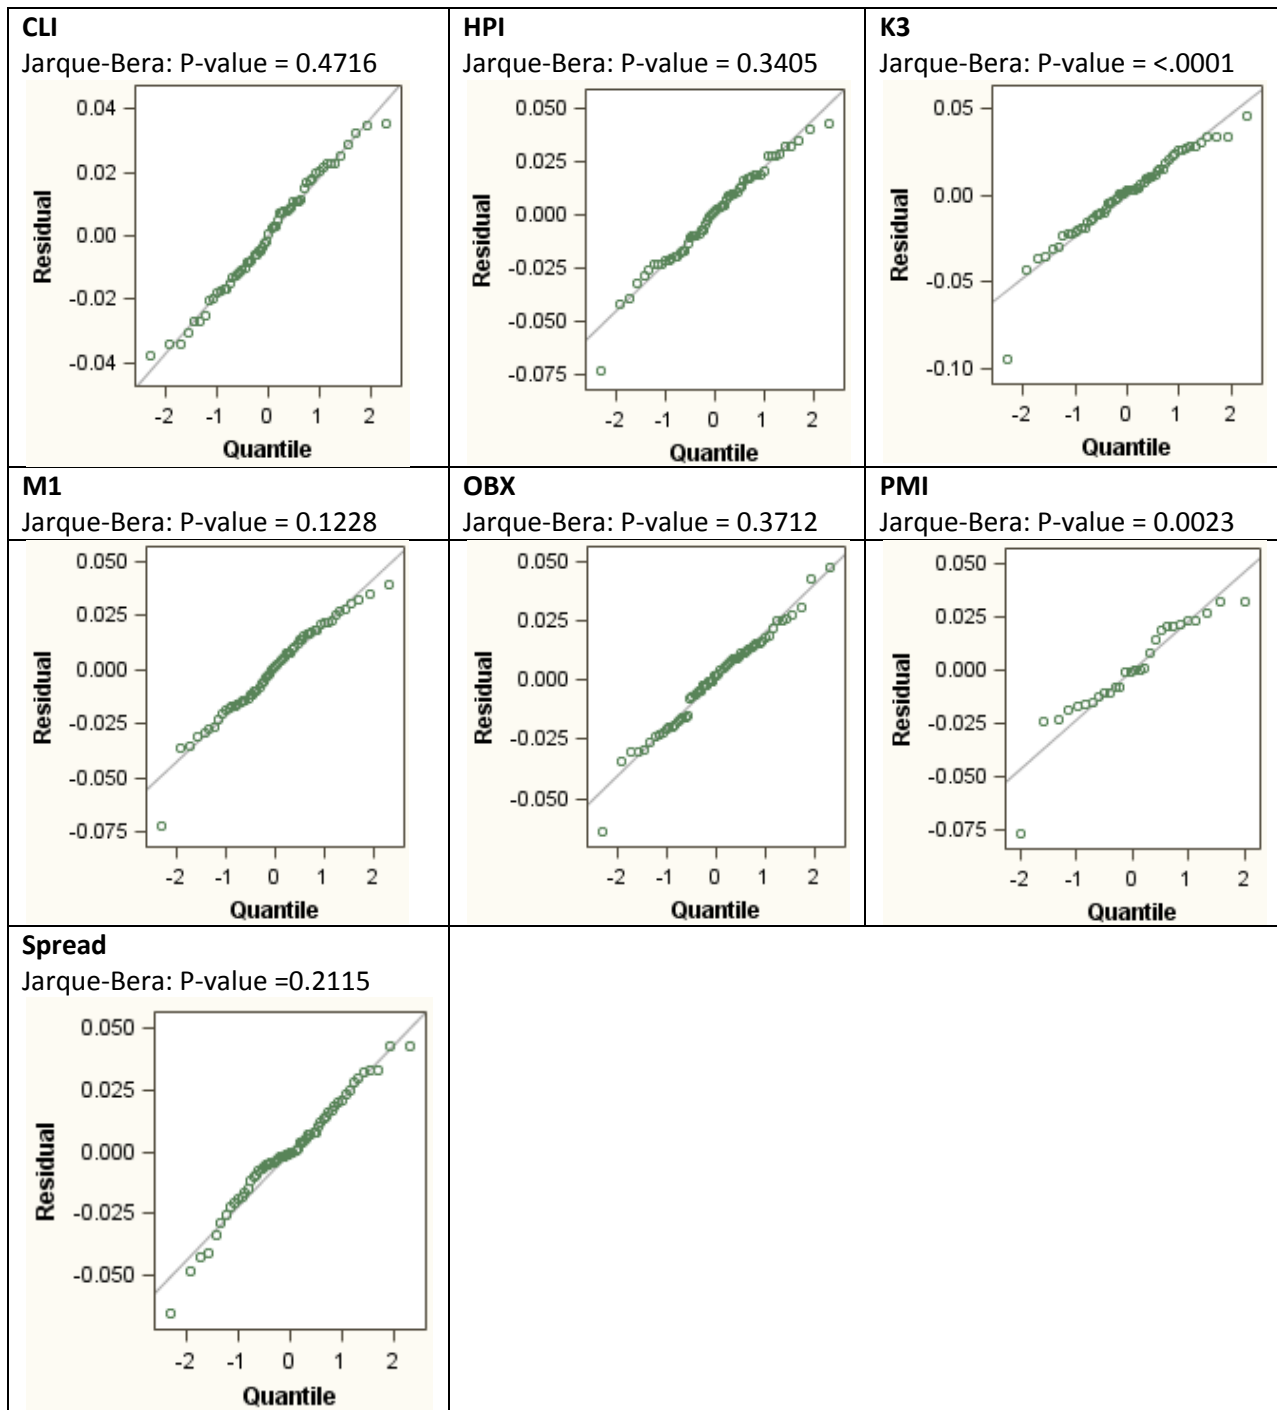 CLI
Jarque-Bera: P-value = 0.4716
0.04
0.02
0.00
-0.02
-0.04
Residual
-2 -1 0 1 2
Quantile
HPI
Jarque-Bera: P-value = 0.3405
0.050
0.025
0.000
-0.025
-0.050
-0.075
Residual
-2 -1 0 1 2
Quantile
K3
Jarque-Bera: P-value = <.0001
0.05
0.00
-0.05
-0.10
Residual
-2 -1 0 1 2
Quantile
M1
Jarque-Bera: P-value = 0.1228
0.050
0.025
0.000
-0.025
-0.050
-0.075
Residual
-2 -1 0 1 2
Quantile
OBX
Jarque-Bera: P-value = 0.3712
0.050
0.025
0.000
-0.025
-0.050
Residual
-2 -1 0 1 2
Quantile
PMI
Jarque-Bera: P-value = 0.0023
0.050
0.025
0.000
-0.025
-0.050
-0.075
Residual
-2 -1 0 1 2
Quantile
Spread
Jarque-Bera: P-value =0.2115
0.050
0.025
0.000
-0.025
-0.050
Residual
-2 -1 0 1 2
Quantile